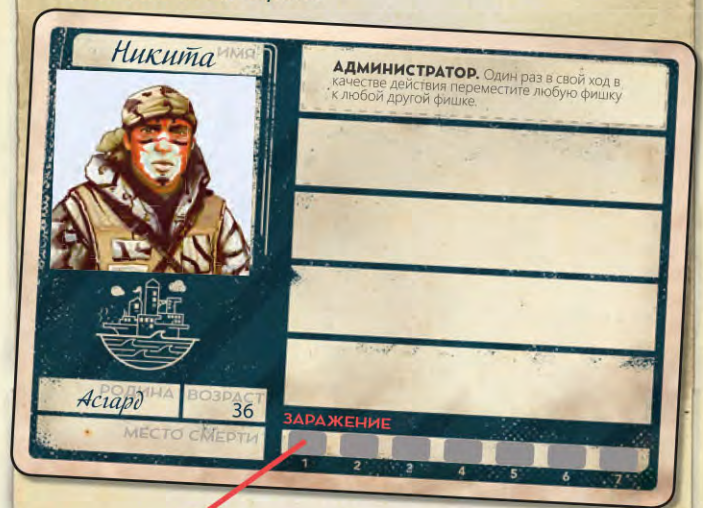 Никита ИМЯ
АДМИНИСТРАТОР. Один раз в свой ход в
качестве действия переместите любую фишку
к любой другой фишке.
РОДИНА ВОЗРАСТ
Асгард 36
МЕСТО СМЕРТИ
ЗАРАЖЕНИЕ
1 2 3 4 5 6 7